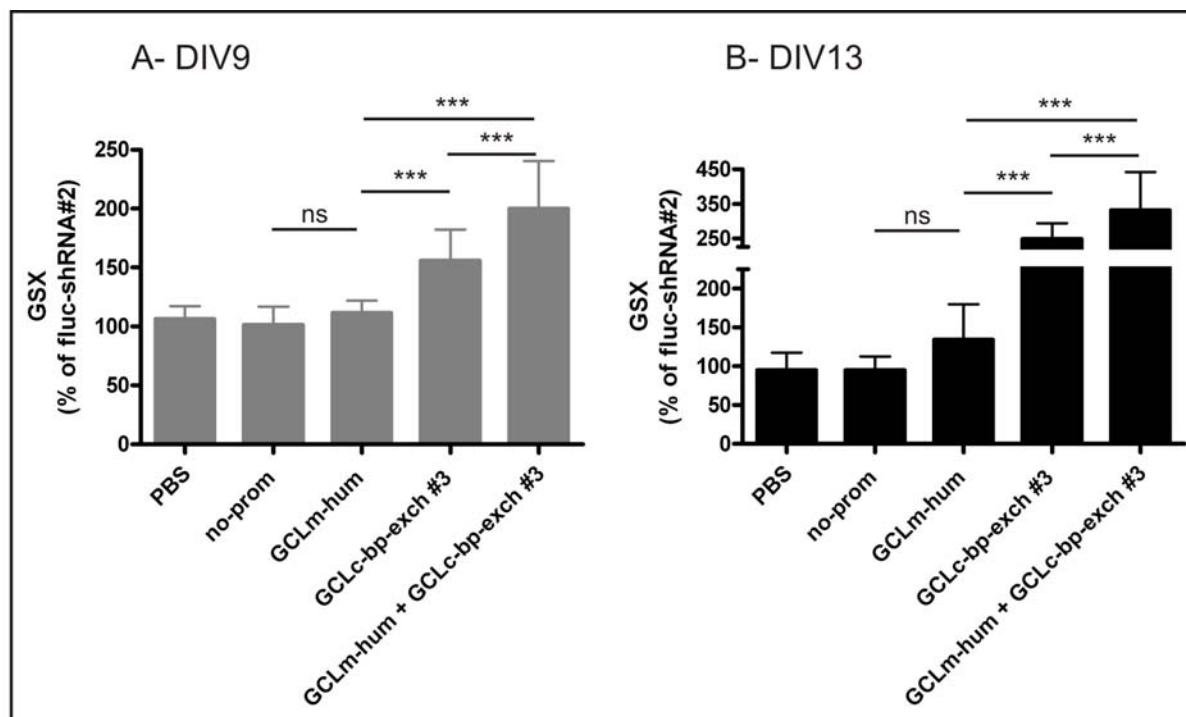 A- DIV9
***
***
***
ns
250
200
150
100
50
0
GSX
(% of fluc-shRNA#2)
PBS
no-prom
GCLm-hum
GCLc-bp-exch #3
GCLm-hum + GCLc-bp-exch #3
B- DIV13
***
***
***
ns
450
350
250
200
150
100
50
0
GSX
(% of fluc-shRNA#2)
PBS
no-prom
GCLm-hum
GCLc-bp-exch #3
GCLm-hum + GCLc-bp-exch #3